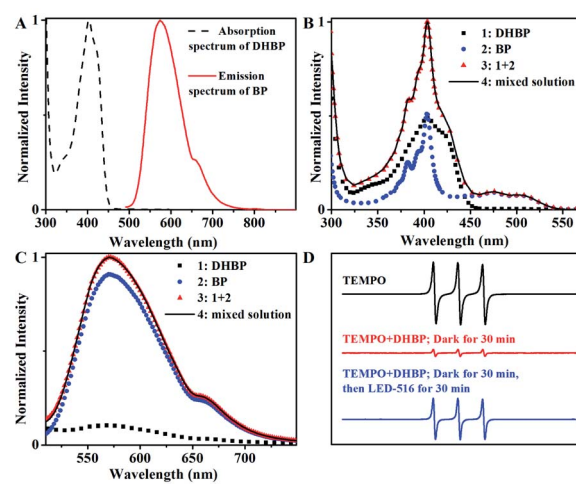 A
Absorption
spectrum of DHBP
Emission
spectrum of BP
Normalized Intensity
0
1
300 400 500 600 700 800
Wavelength (nm)
B
1: DHBP
2: BP
3: 1+2
4: mixed solution
Normalized Intensity
0
1
300 350 400 450 500 550
Wavelength (nm)
C
1: DHBP
2: BP
3: 1+2
4: mixed solution
Normalized Intensity
0
1
550 600 650 700
Wavelength (nm)
D
TEMPO
TEMPO+DHBP; Dark for 30 min
TEMPO+DHBP; Dark for 30 min,
then LED-516 for 30 min